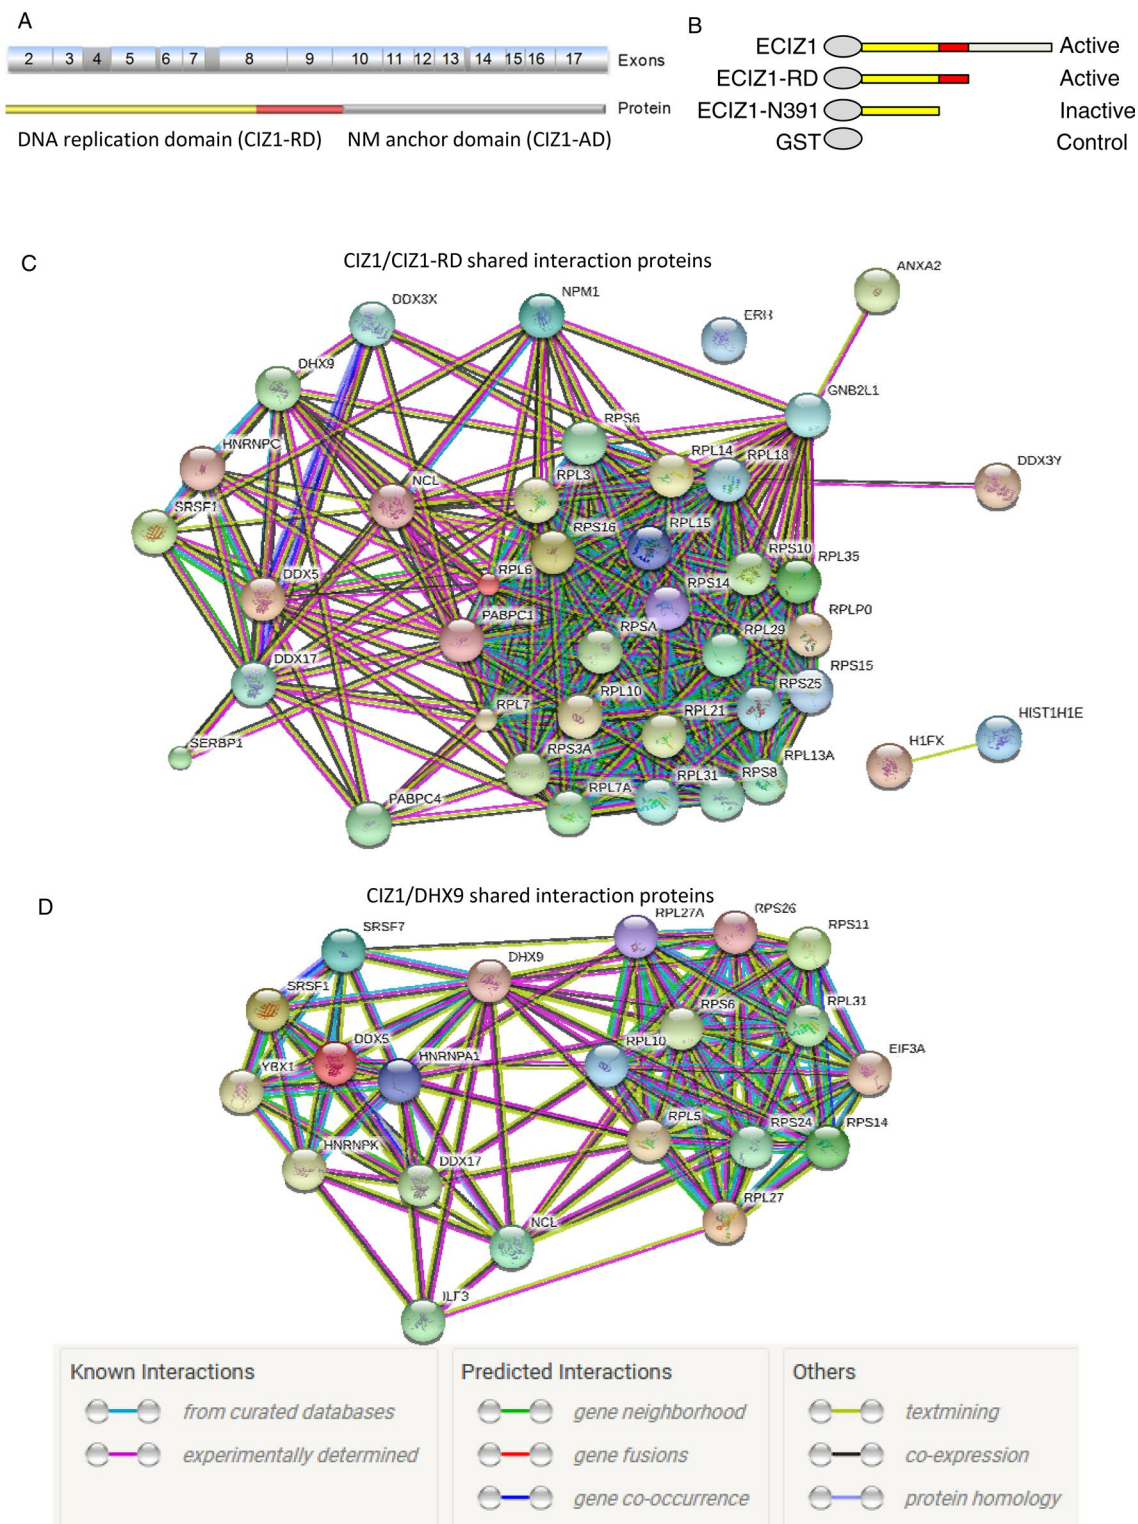 A
2 3 4 5 6 7 8 9 10 11 12 13 14 15 16 17 Exons
Protein
DNA replication domain (CIZ1-RD) NM anchor domain (CIZ1-AD)
B
ECIZ1 Active
ECIZ1-RD Active
ECIZ1-N391 Inactive
GST Control
C
CIZ1/CIZ1-RD shared interaction proteins
ANXA2
DDX3X
NPM1
ERH
DHX9
GNB2L1
RPS6
HNRNPC
RPL14
RPL18
DDX3Y
NCL
RPL3
SRSF1
RPS16
RPL15
RPS10
RPL35
RPL6
DDX5
RPS14
RPLP0
PABPC1
RPSA
RPL29
DDX17
RPS15
RPS25
RPL10
RPL7
RPL21
HIST1H1E
SERBP1
RPS3A
H1FX
RPL13A
RPL31
RPS8
PABPC4
RPL7A
D
CIZ1/DHX9 shared interaction proteins
SRSF7
RPL27A
RPS26
RPS11
DHX9
SRSF1
RPS6
RPL31
DDX5
RPL10
HNRNPA1
EIF3A
YBX1
RPL5
RPS24
RPS14
HNRNPK
DDX17
RPL27
NCL
ILF3
Known Interactions
from curated databases
experimentally determined
Predicted Interactions
gene neighborhood
gene fusions
gene co-occurrence
Others
textmining
co-expression
protein homology